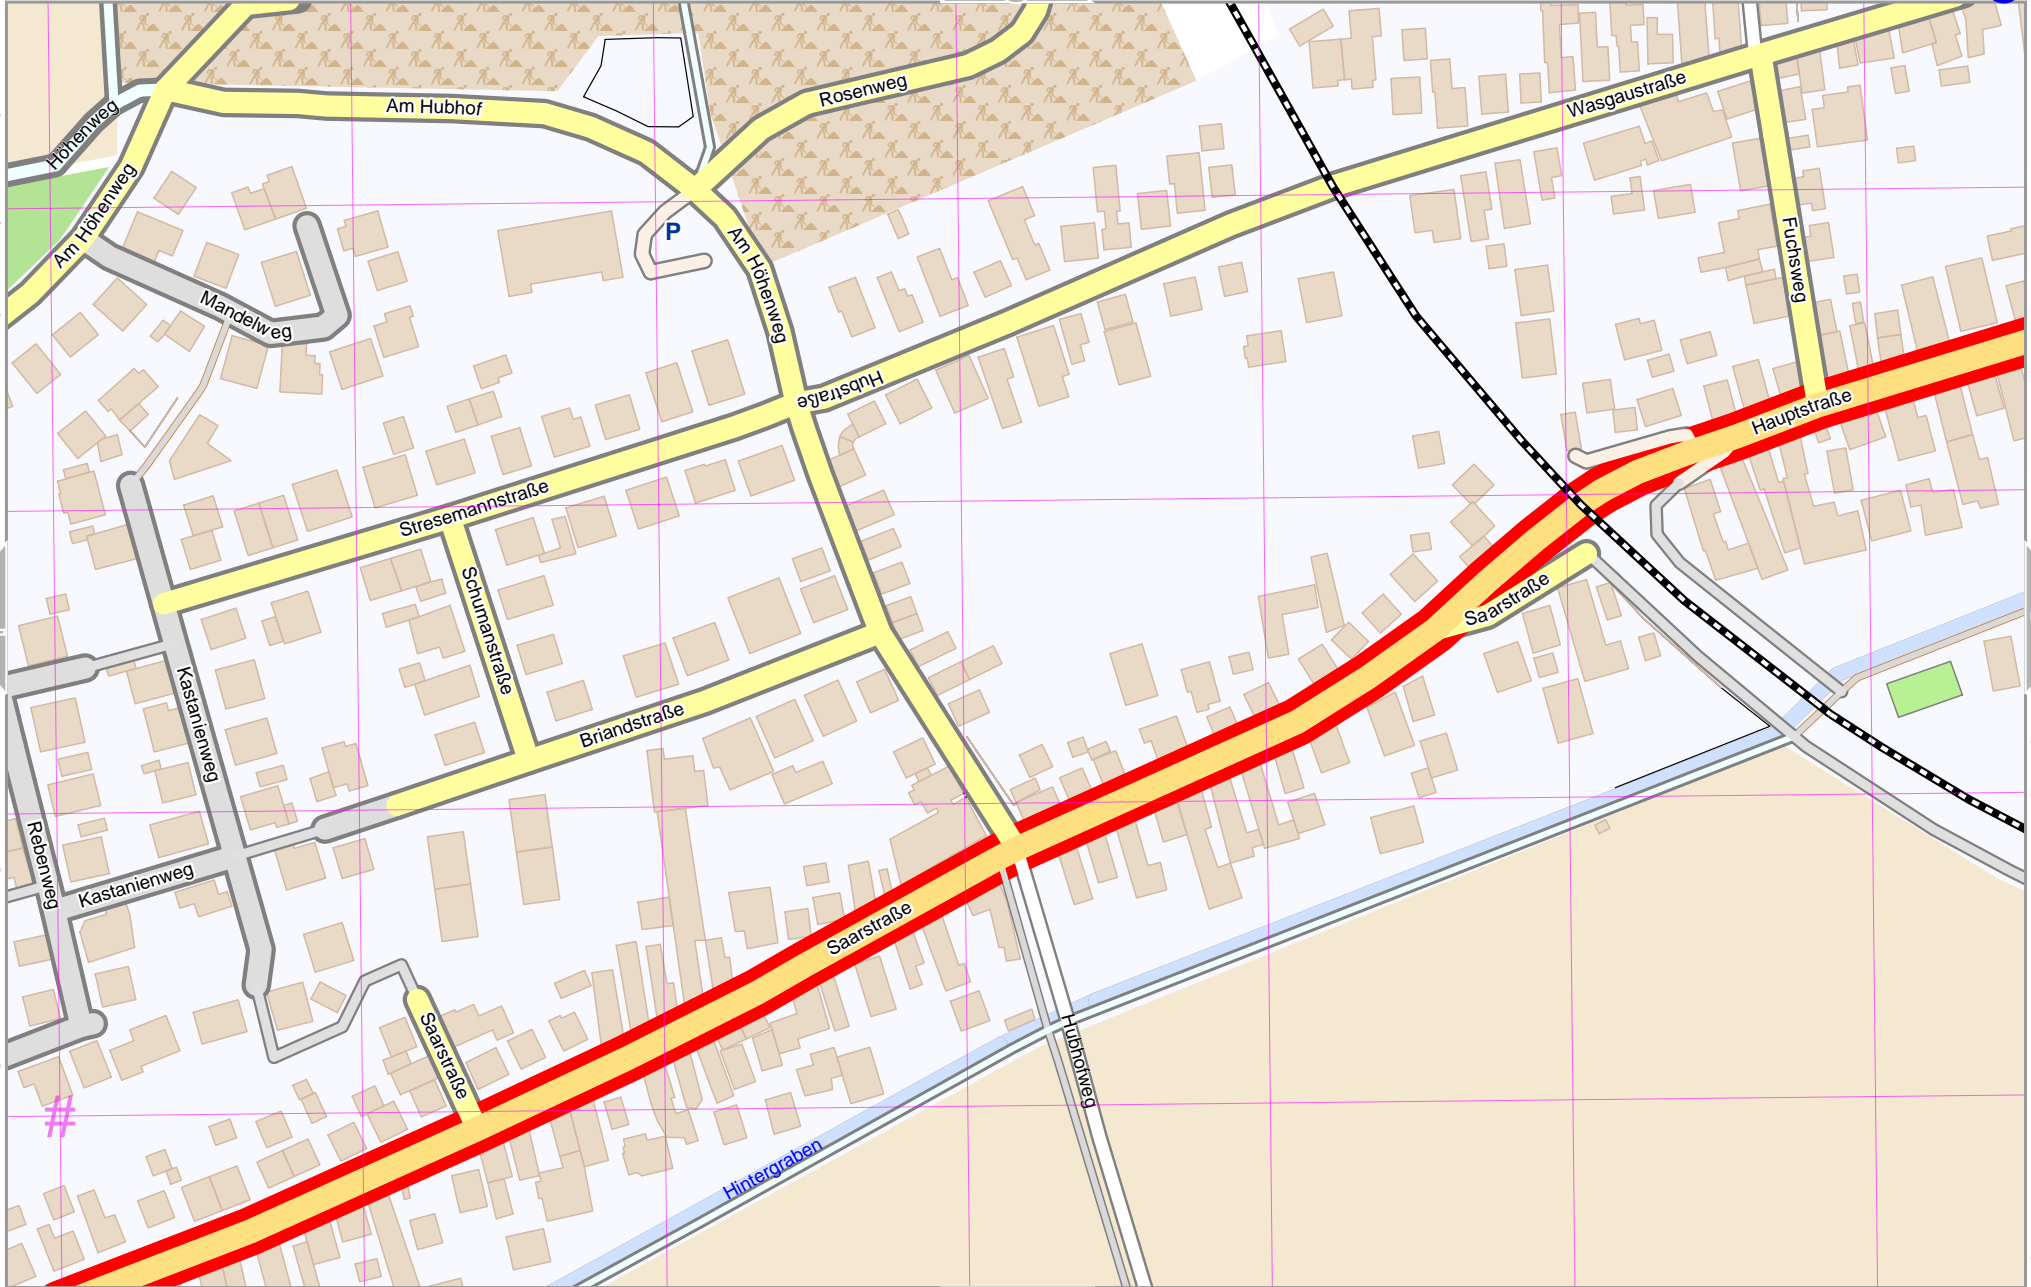 Rosenweg
Wasgaustraße
Am Hubhof
Höhenweg
Am Höhenweg
P
Am Höhenweg
Fuchsweg
Mandelweg
Hubstraße
Hauptstraße
Stresemannstraße
Schumanstraße
Saarstraße
Kastanienweg
Briandstraße
Rebenweg
Kastanienweg
Saarstraße
Saarstraße
Hubhofweg
#
Hintergraben